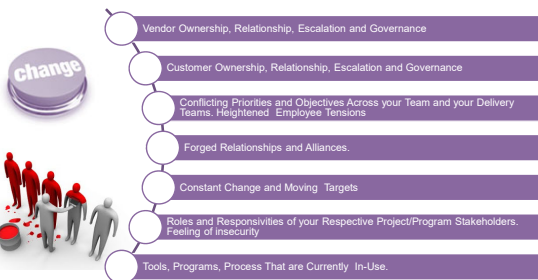 change
Vendor Ownership, Relationship, Escalation and Governance
Customer Ownership, Relationship, Escalation and Governance
Conflicting Priorities and Objectives Across your Team and your Delivery
Teams. Heightened Employee Tensions
Forged Relationships and Alliances.
Constant Change and Moving Targets
Roles and Responsivities of your Respective Project/Program Stakeholders.
Feeling of insecurity
Tools, Programs, Process That are Currently In-Use.